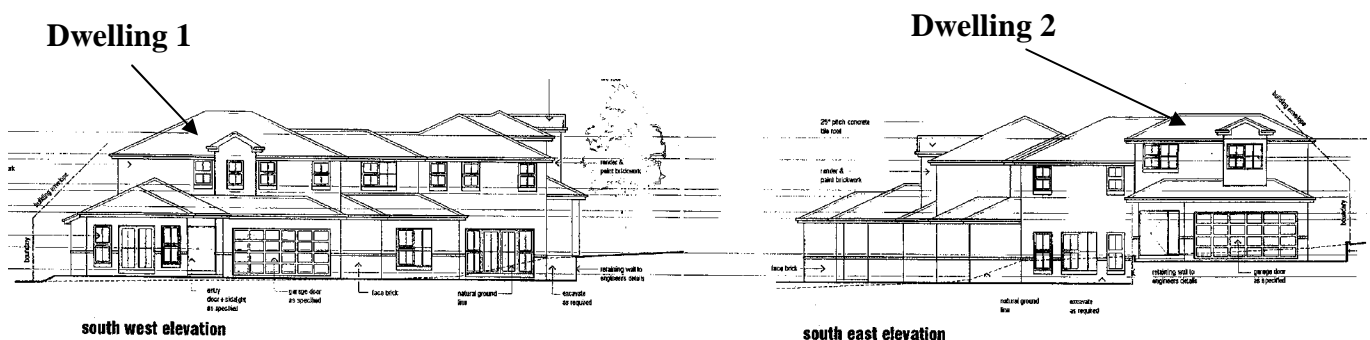 Dwelling 1
building envelope
boundary
render &
paint brickwork
retaining wall to
engineers details
entry
door + sidelight
as specified
garage door
as specified
face brick
natural ground
line
excavate
as required
south west elevation
Dwelling 2
25° pitch concrete
tile roof
render &
paint brickwork
building envelope
boundary
face brick
natural ground
line
excavate
as required
retaining wall to
engineers details
garage door
as specified
south east elevation